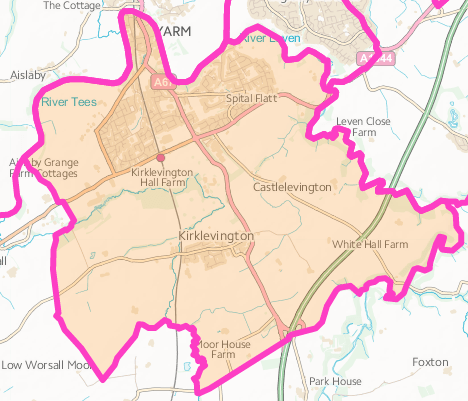 The Cottage
YARM
River Leven
A1044
Aislaby
A67
River Tees
Spital Flatt
Leven Close
Farm
Aislaby Grange
Farm Cottages
Kirklevington
Hall Farm
Castlelevington
Kirklevington
White Hall Farm
Moor House
Farm
Low Worsall Moor
Foxton
Park House